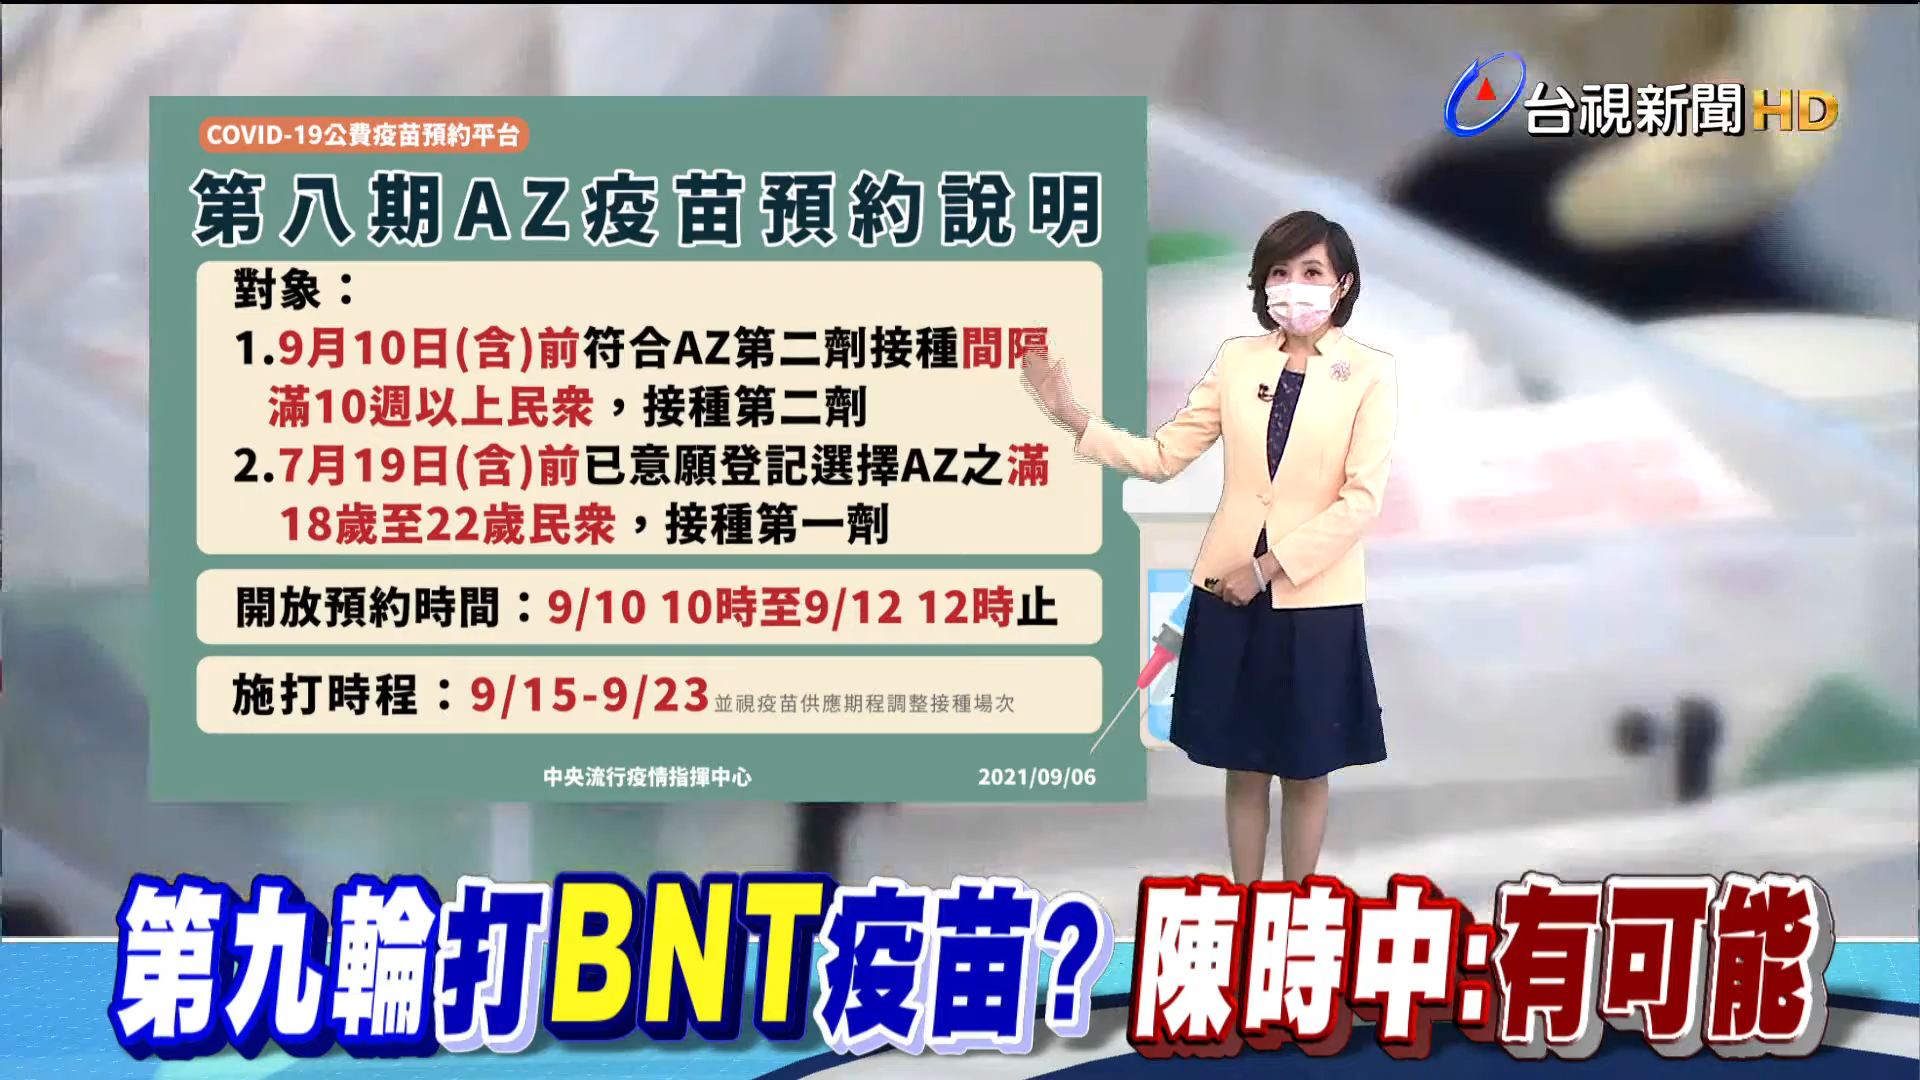 台視新聞HD
COVID-19公費疫苗預約平台
第八期AZ疫苗預約說明
對象：
1.9月10日(含)前符合AZ第二劑接種間隔
滿10週以上民眾，接種第二劑
2.7月19日(含)前已意願登記選擇AZ之滿
18歲至22歲民眾，接種第一劑
開放預約時間：9/10 10時至9/12 12時止
施打時程：9/15-9/23並視疫苗供應期程調整接種場次
中央流行疫情指揮中心 2021/09/06
第九輪打BNT疫苗? 陳時中:有可能